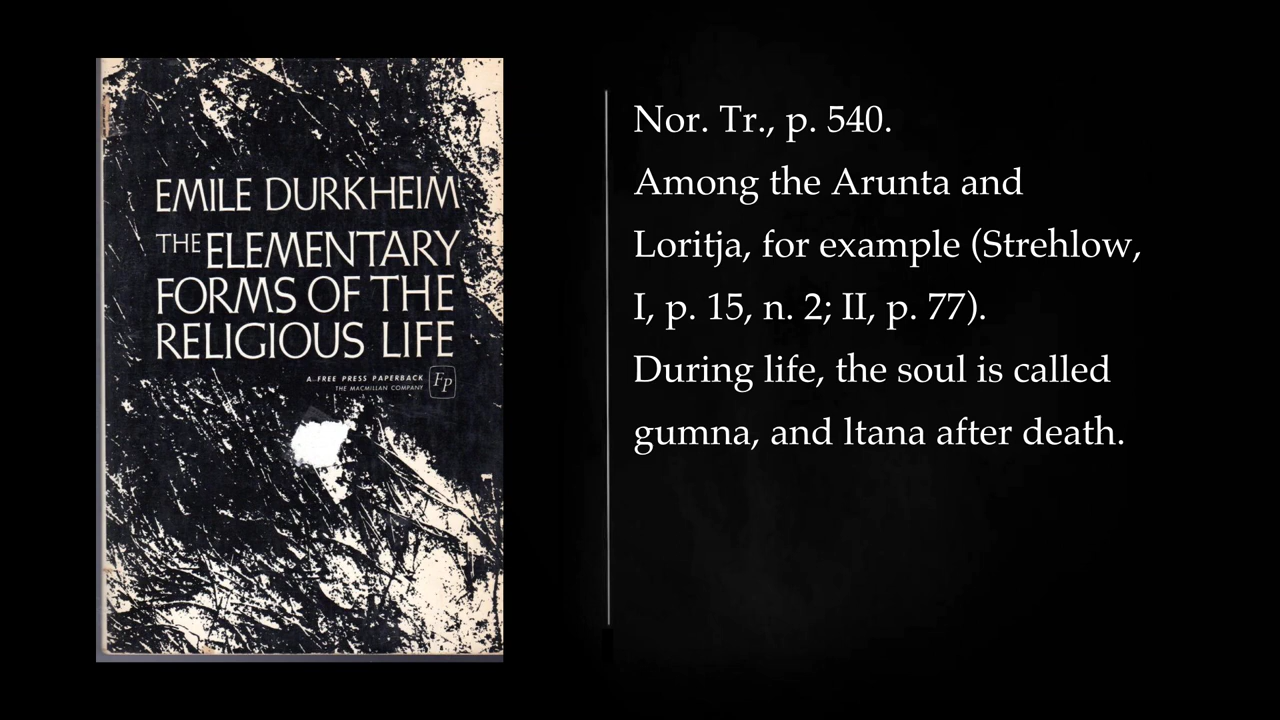 EMILE DURKHEIM
THE ELEMENTARY
FORMS OF THE
RELIGIOUS LIFE
A FREE PRESS PAPERBACK
THE MACMILLAN COMPANY
Fp
Nor. Tr., p. 540.
Among the Arunta and
Loritja, for example (Strehlow,
I, p. 15, n. 2; II, p. 77).
During life, the soul is called
gumna, and ltana after death.